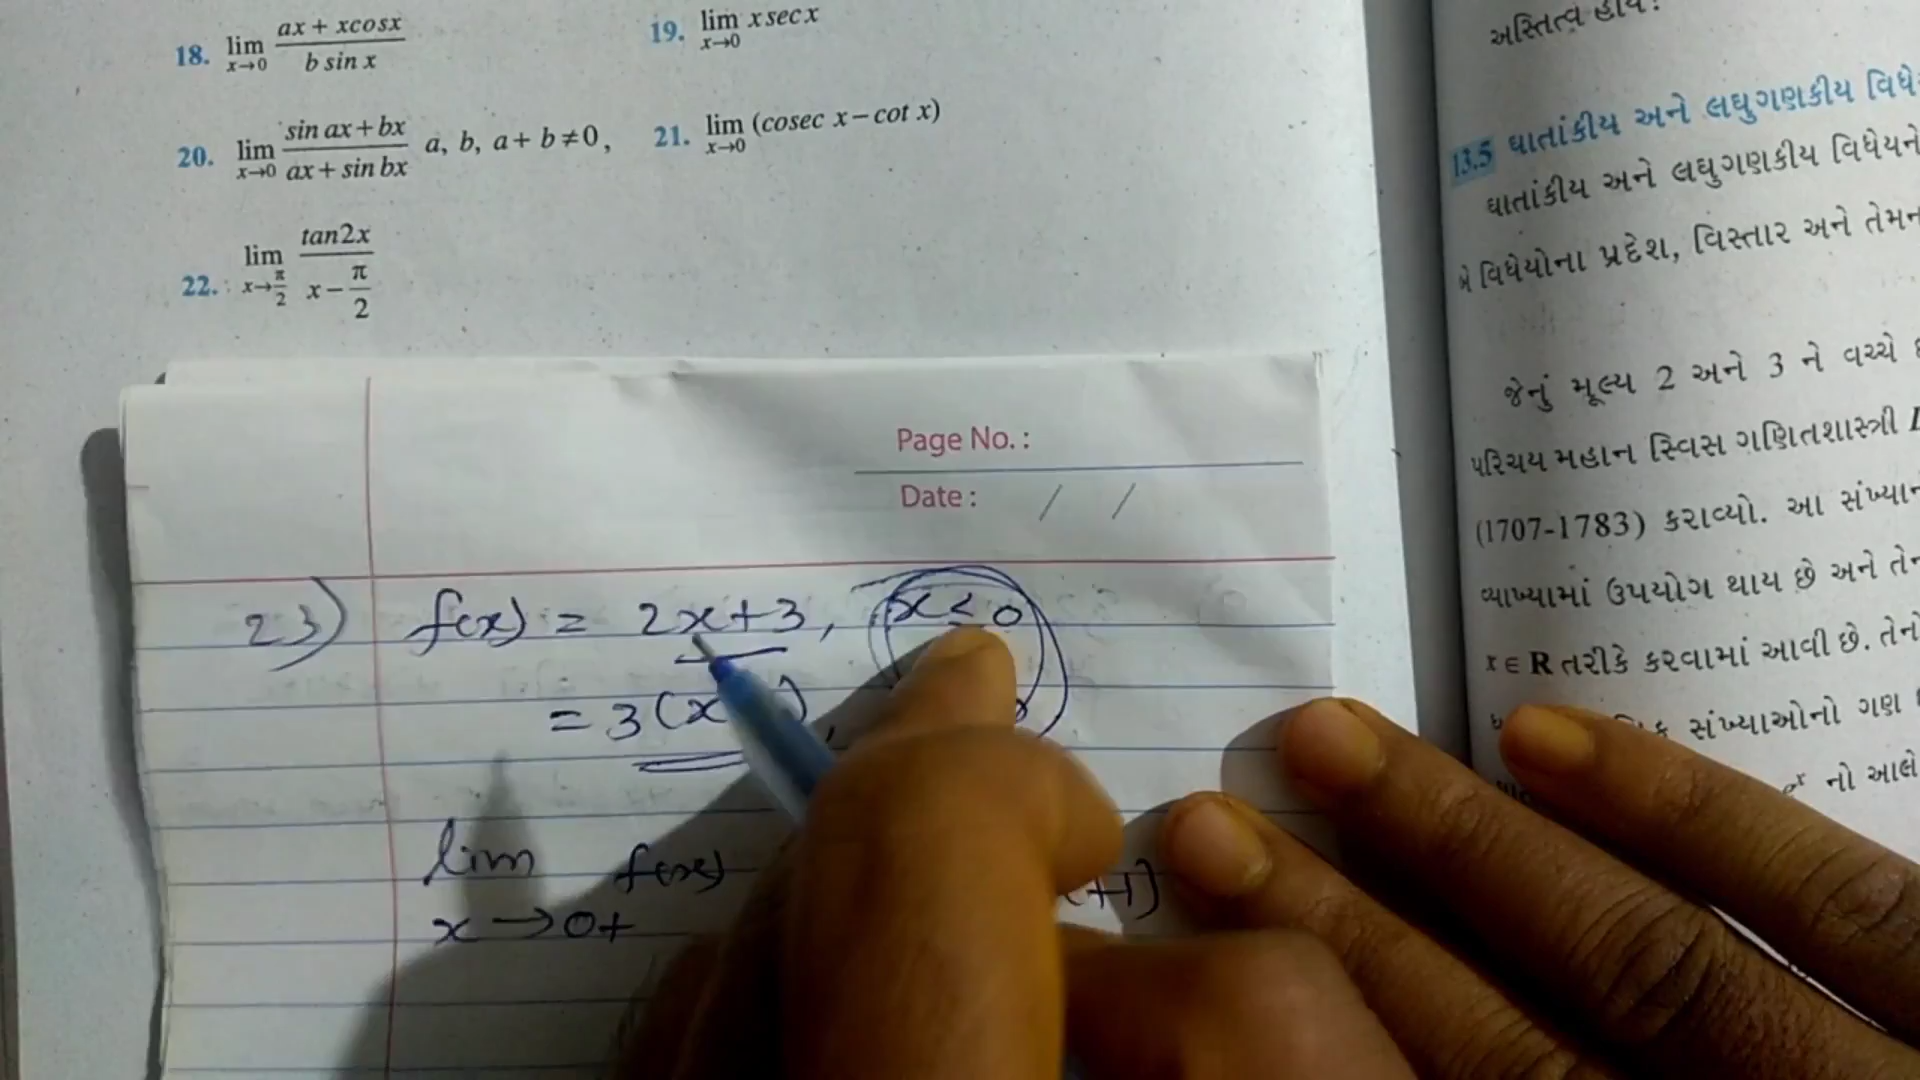 18. lim x→0 ax + xcosx / b sin x
19. lim x→0 x sec x
20. lim x→0 sin ax + bx / ax + sin bx a, b, a + b ≠ 0,
21. lim x→0 (cosec x − cot x)
22. lim x→π/2 tan2x / x − π/2
Page No. :
Date : / /
23) f(x) = 2x+3, x ≤ 0
= 3(x ),
lim f(x) x+1)
x → 0+
અસ્તિત્વ
13.5 ઘાતાંકીય અને લઘુગણકીય
ઘાતાંકીય અને લઘુગણકીય વિધેયને
બે વિધેયોના પ્રદેશ, વિસ્તાર અને
જેનું મૂલ્ય 2 અને 3 ને વચ્ચે
પરિચય મહાન સ્વિસ ગણિતશાસ્ત્રી
(1707-1783) કરાવ્યો. આ
વ્યાખ્યામાં ઉપયોગ થાય છે અને
x ∈ R તરીકે કરવામાં આવી છે.
સંખ્યાઓનો ગણ
નો